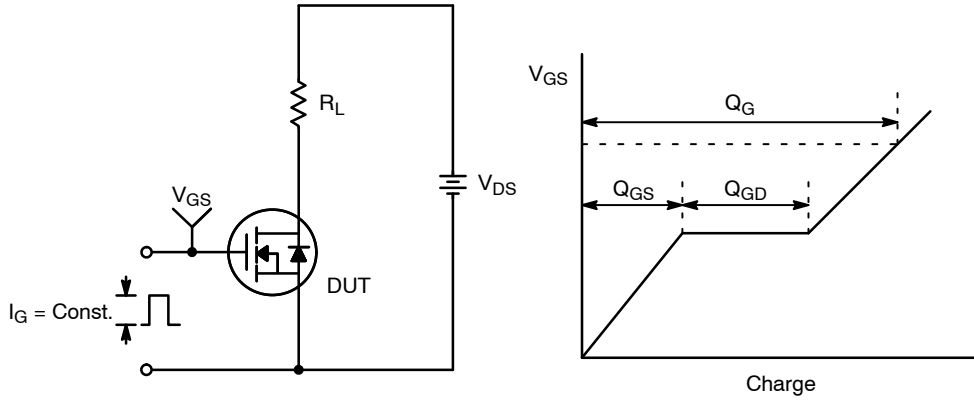 R_L
V_GS
V_DS
DUT
I_G = Const.
V_GS
Q_G
Q_GS
Q_GD
Charge